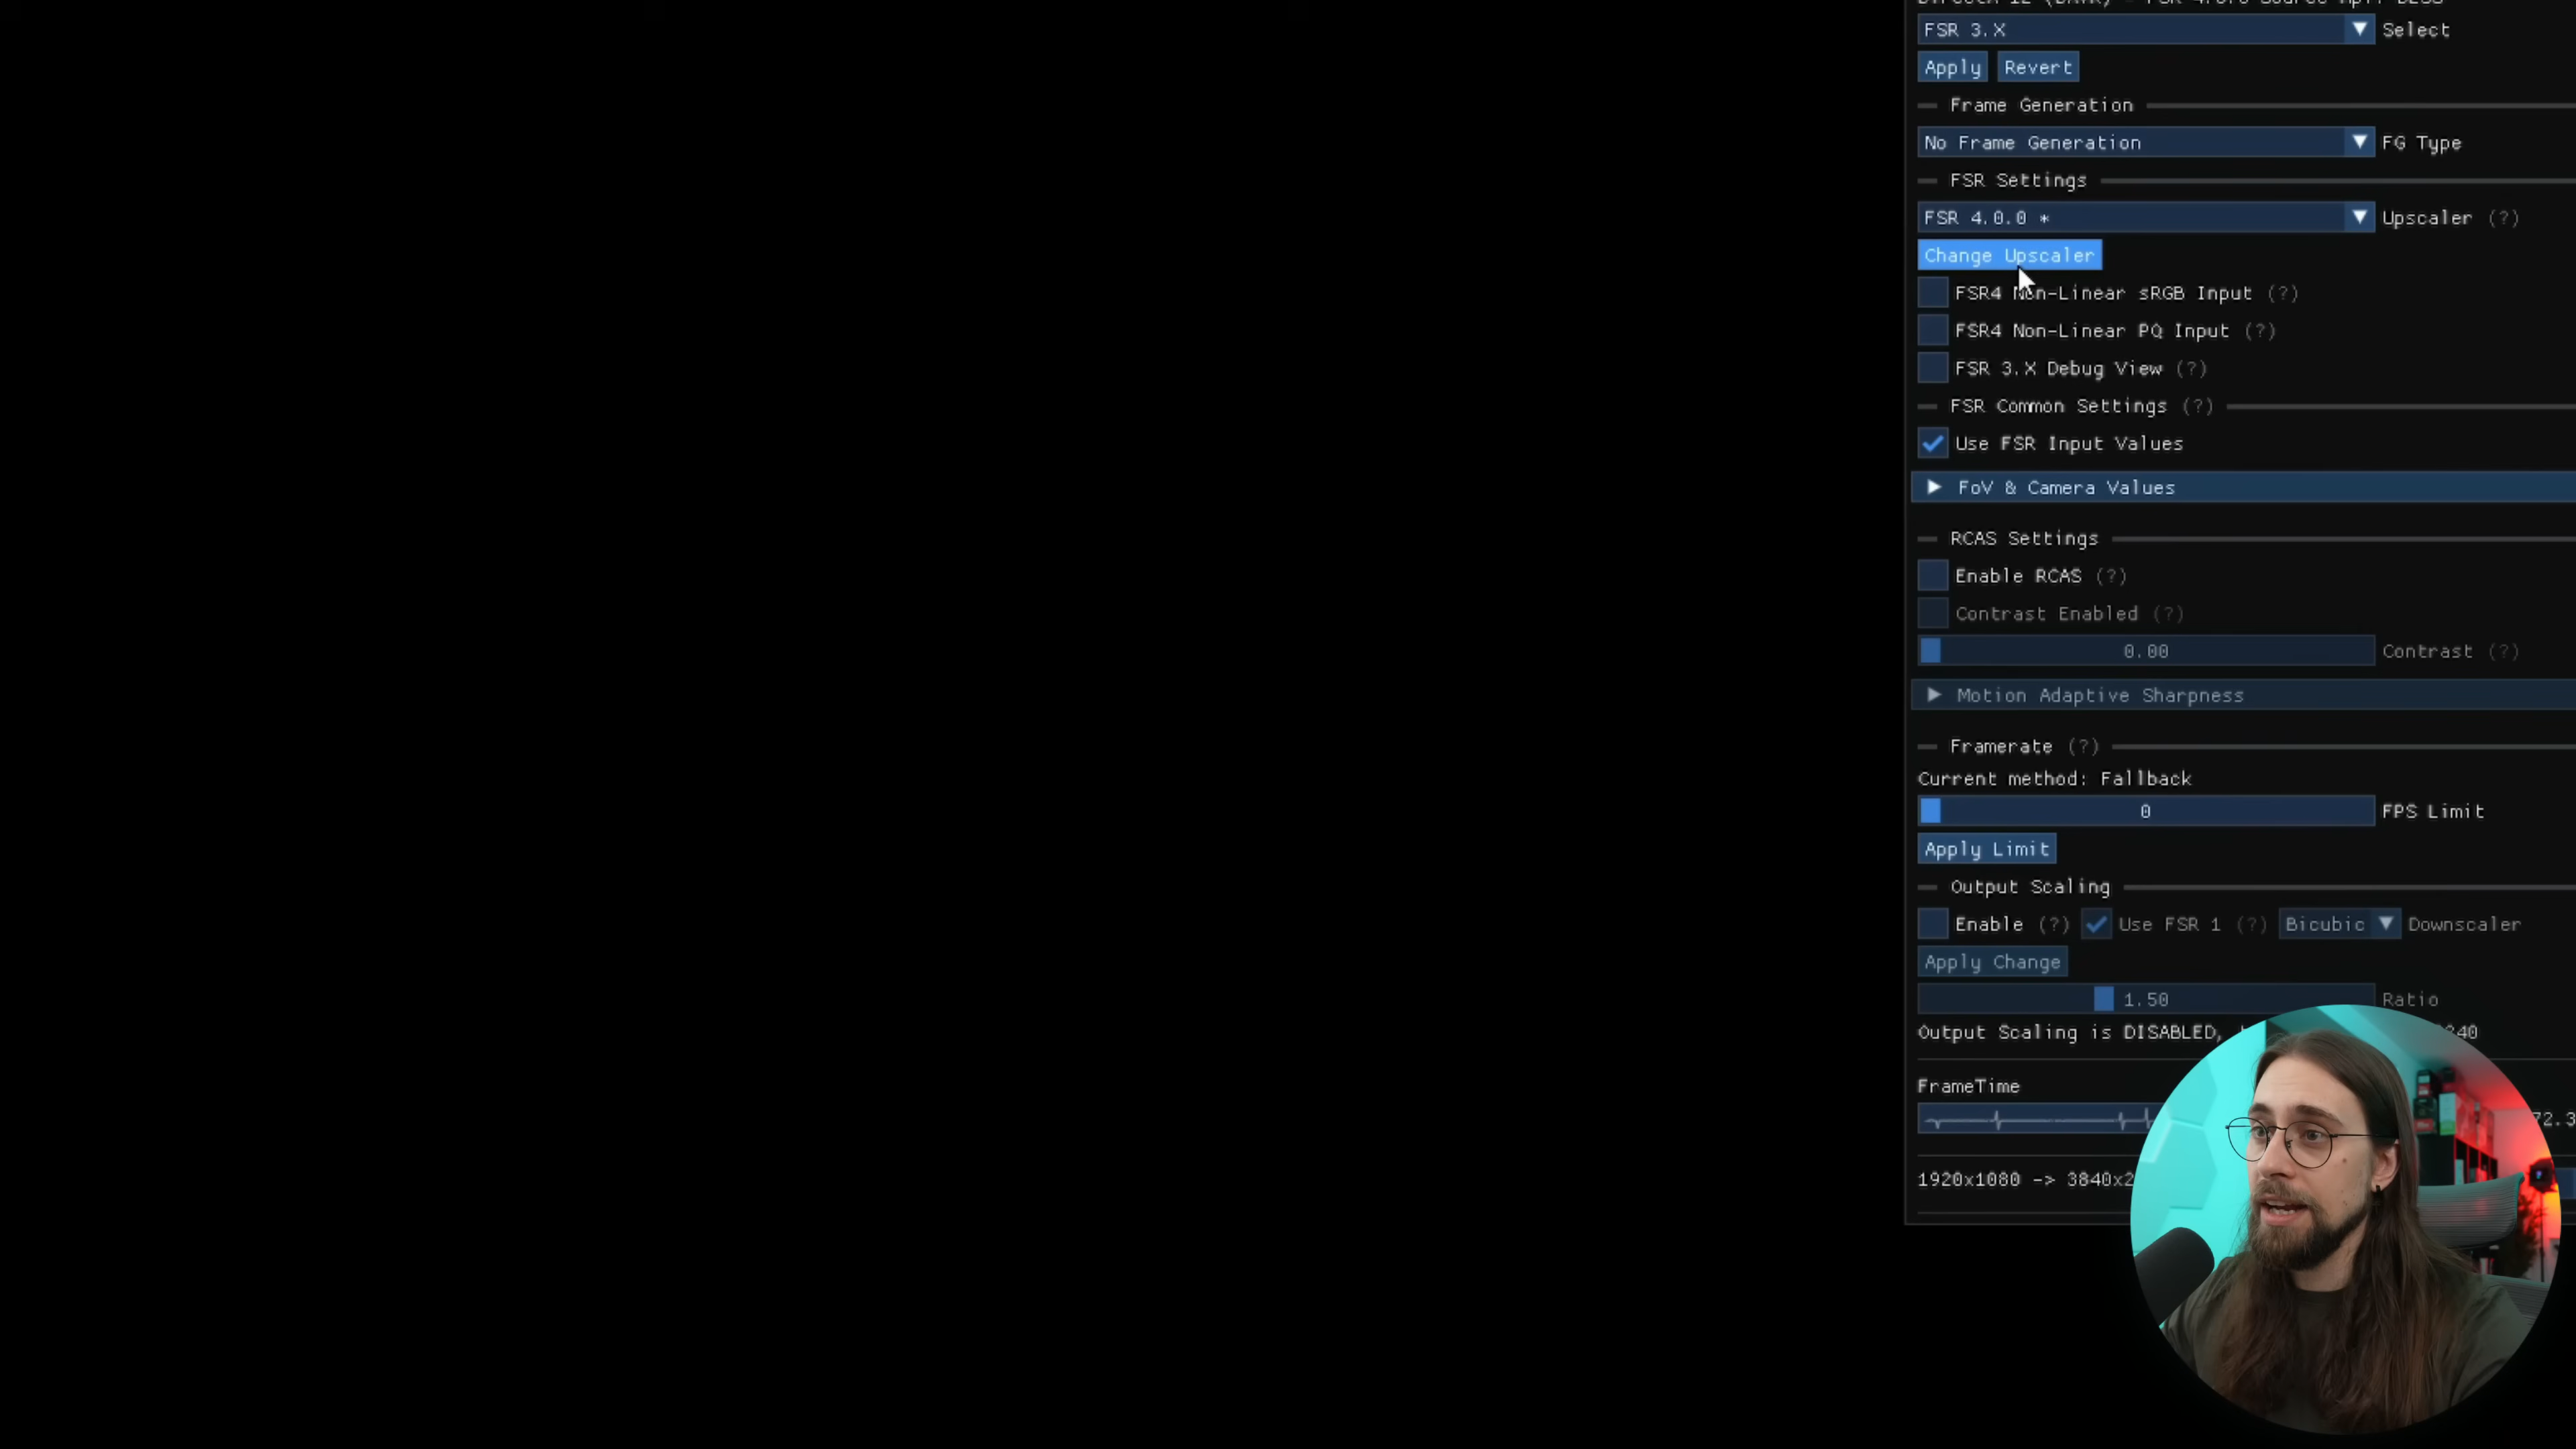 FSR 3.X Select
Apply Revert
Frame Generation
No Frame Generation FG Type
FSR Settings
FSR 4.0.0 * Upscaler (?)
Change Upscaler
FSR4 Non-Linear sRGB Input (?)
FSR4 Non-Linear PQ Input (?)
FSR 3.X Debug View (?)
FSR Common Settings (?)
Use FSR Input Values
FoV & Camera Values
RCAS Settings
Enable RCAS (?)
Contrast Enabled (?)
0.00 Contrast (?)
Motion Adaptive Sharpness
Framerate (?)
Current method: Fallback
0 FPS Limit
Apply Limit
Output Scaling
Enable (?) Use FSR 1 (?) Bicubic Downscaler
Apply Change
1.50 Ratio
Output Scaling is DISABLED,
FrameTime
1920x1080 ->